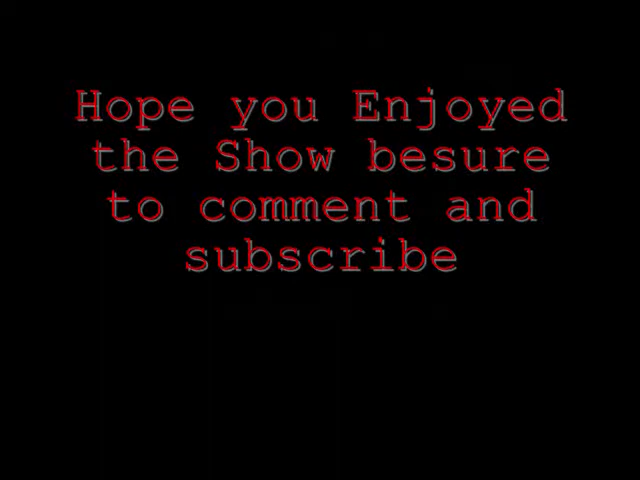 Hope you Enjoyed
the Show besure
to comment and
subscribe